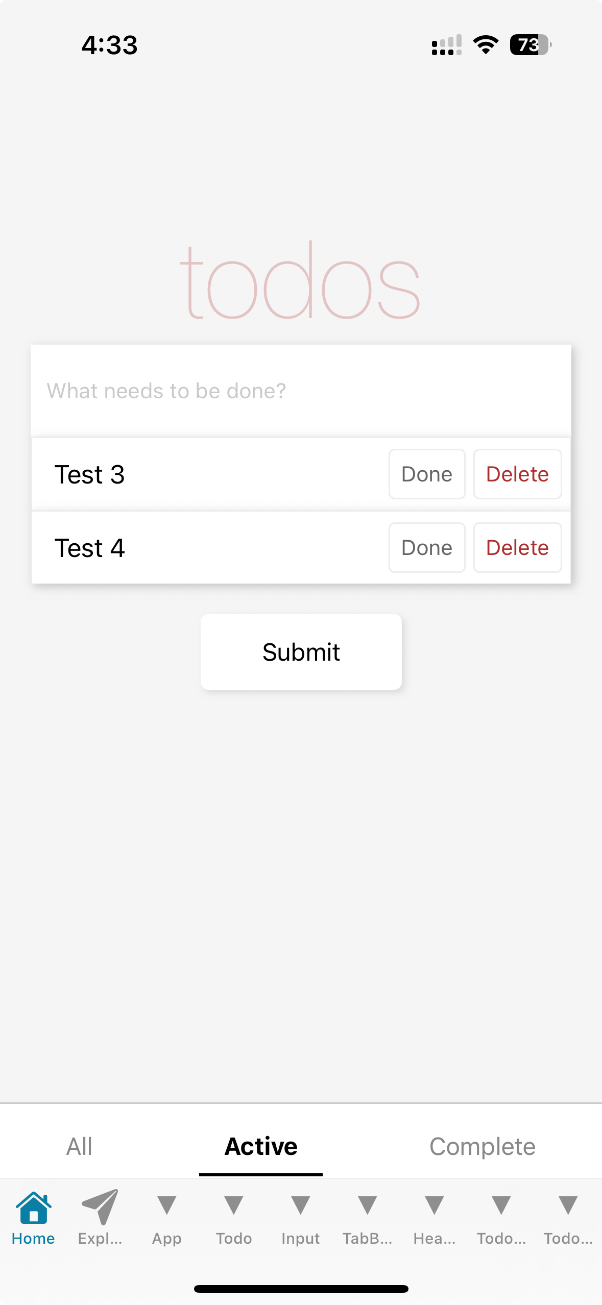 4:33 73
todos
What needs to be done?
Test 3 Done Delete
Test 4 Done Delete
Submit
All Active Complete
Home Expl... App Todo Input TabB... Hea... Todo... Todo...